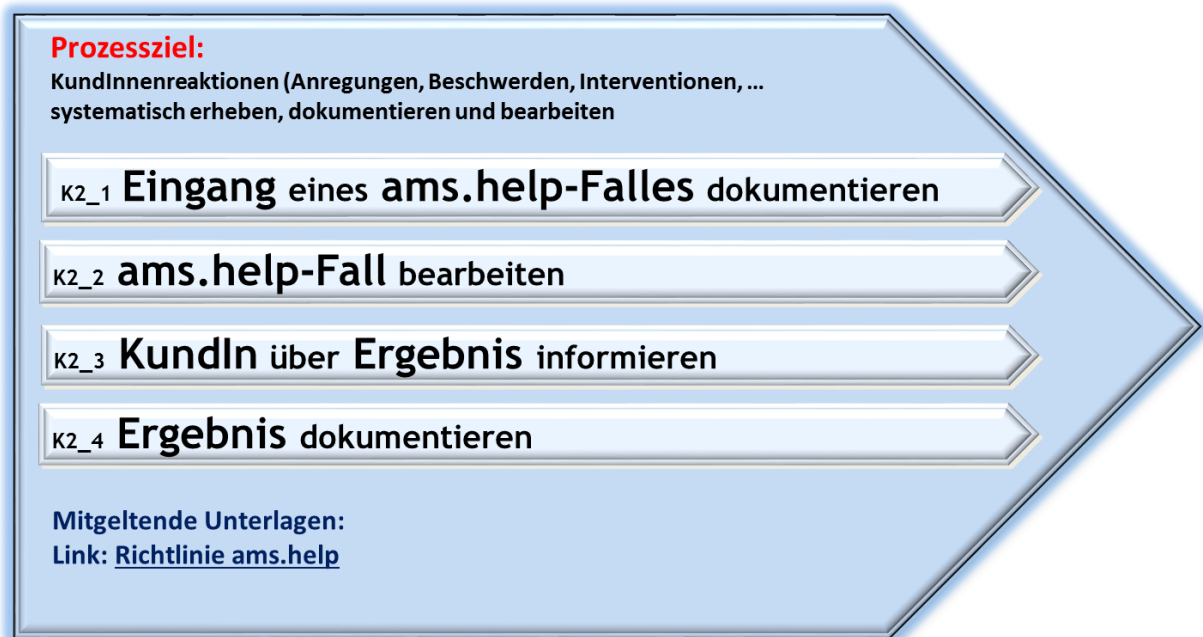 Prozessziel:
KundInnenreaktionen (Anregungen, Beschwerden, Interventionen, ...
systematisch erheben, dokumentieren und bearbeiten
K2_1 Eingang eines ams.help-Falles dokumentieren
K2_2 ams.help-Fall bearbeiten
K2_3 KundIn über Ergebnis informieren
K2_4 Ergebnis dokumentieren
Mitgeltende Unterlagen:
Link: Richtlinie ams.help